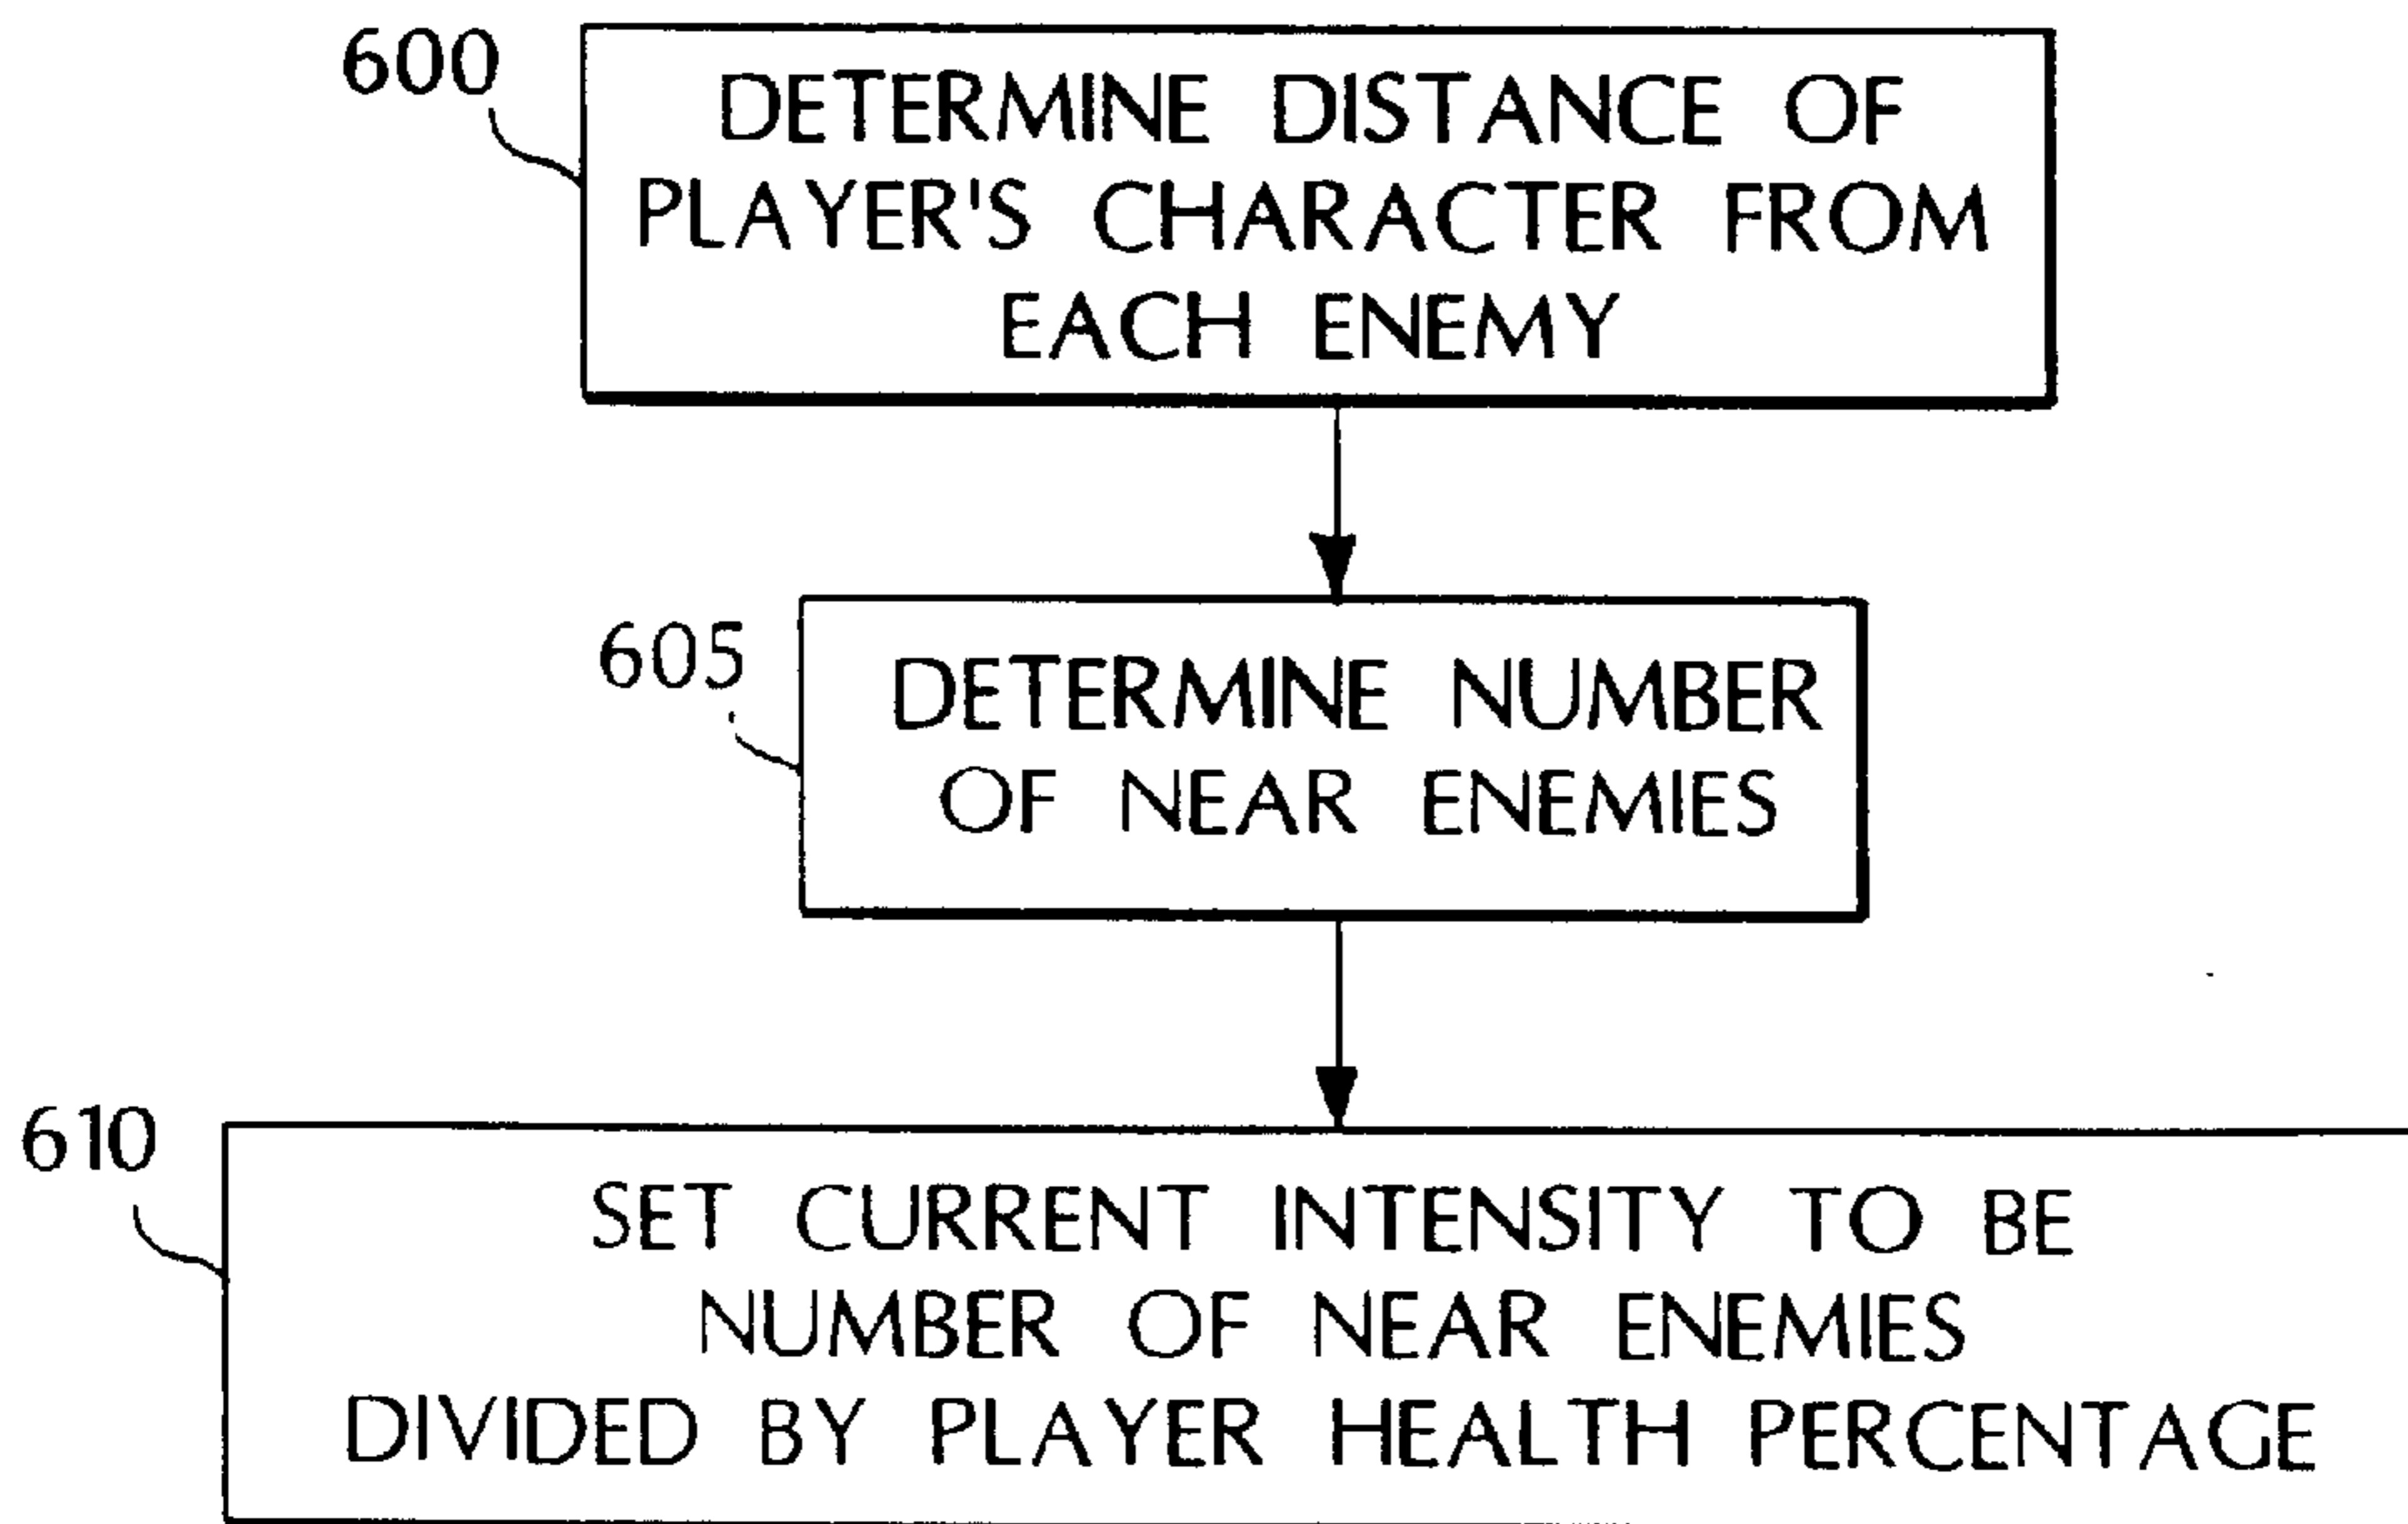 600
DETERMINE DISTANCE OF
PLAYER'S CHARACTER FROM
EACH ENEMY
605
DETERMINE NUMBER
OF NEAR ENEMIES
610
SET CURRENT INTENSITY TO BE
NUMBER OF NEAR ENEMIES
DIVIDED BY PLAYER HEALTH PERCENTAGE